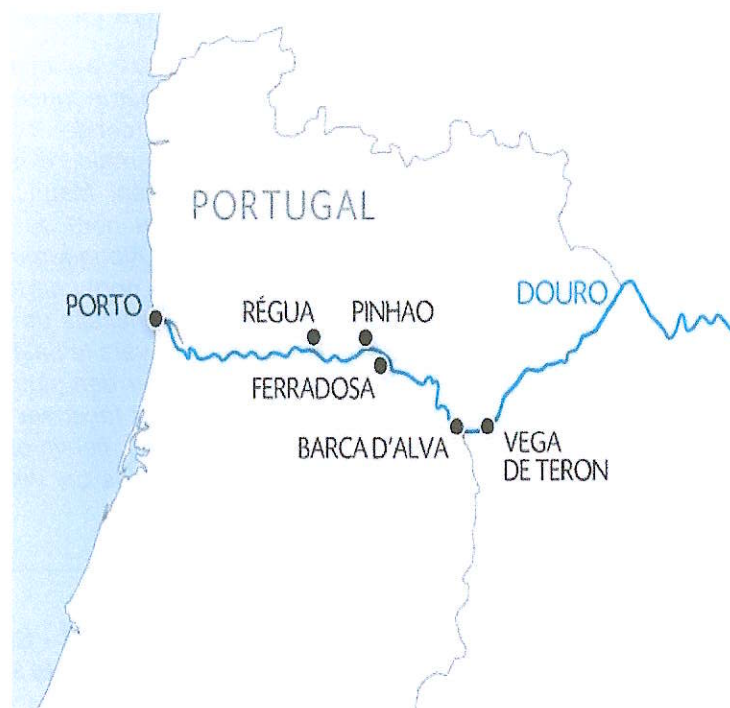 PORTUGAL
DOURO
PORTO
RÉGUA
PINHAO
FERRADOSA
BARCA D'ALVA
VEGA
DE TERON